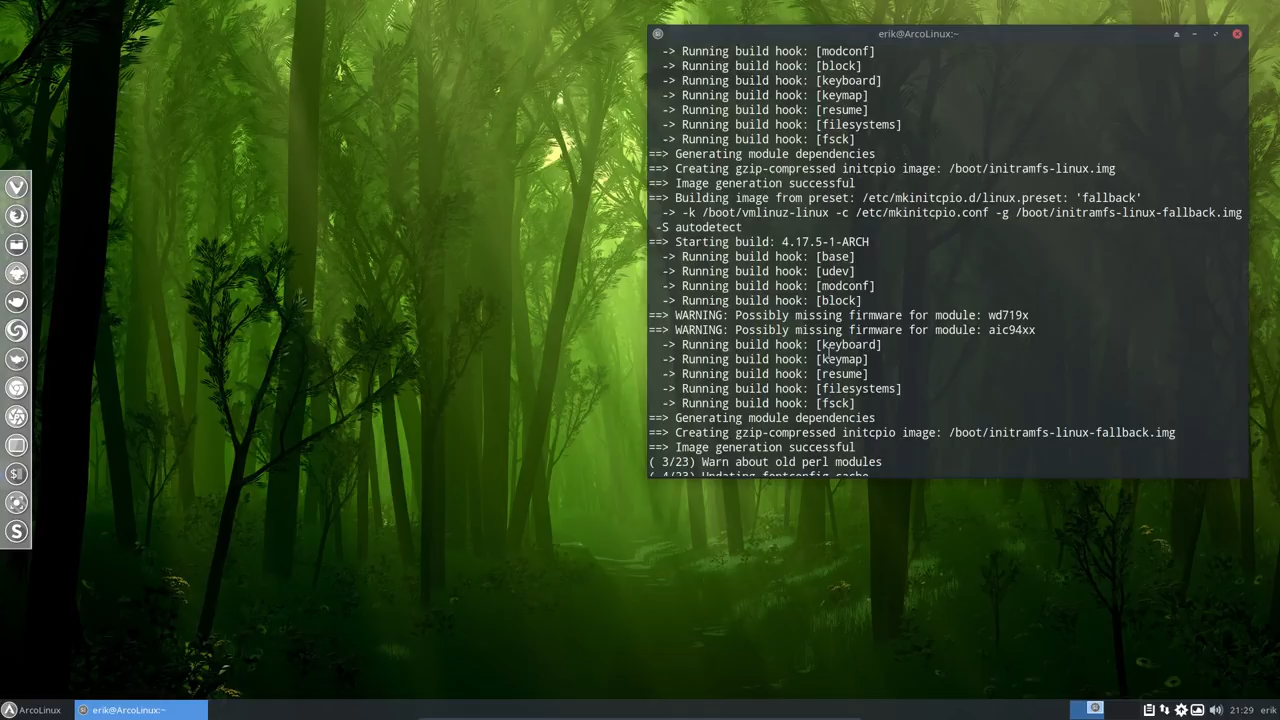 erik@ArcoLinux:~
-> Running build hook: [modconf]
-> Running build hook: [block]
-> Running build hook: [keyboard]
-> Running build hook: [keymap]
-> Running build hook: [resume]
-> Running build hook: [filesystems]
-> Running build hook: [fsck]
==> Generating module dependencies
==> Creating gzip-compressed initcpio image: /boot/initramfs-linux.img
==> Image generation successful
==> Building image from preset: /etc/mkinitcpio.d/linux.preset: 'fallback'
-> -k /boot/vmlinuz-linux -c /etc/mkinitcpio.conf -g /boot/initramfs-linux-fallback.img
-S autodetect
==> Starting build: 4.17.5-1-ARCH
-> Running build hook: [base]
-> Running build hook: [udev]
-> Running build hook: [modconf]
-> Running build hook: [block]
==> WARNING: Possibly missing firmware for module: wd719x
==> WARNING: Possibly missing firmware for module: aic94xx
-> Running build hook: [keyboard]
-> Running build hook: [keymap]
-> Running build hook: [resume]
-> Running build hook: [filesystems]
-> Running build hook: [fsck]
==> Generating module dependencies
==> Creating gzip-compressed initcpio image: /boot/initramfs-linux-fallback.img
==> Image generation successful
( 3/23) Warn about old perl modules
( 4/23) Updating fontconfig cache
ArcoLinux
erik@ArcoLinux:~
21:29
erik